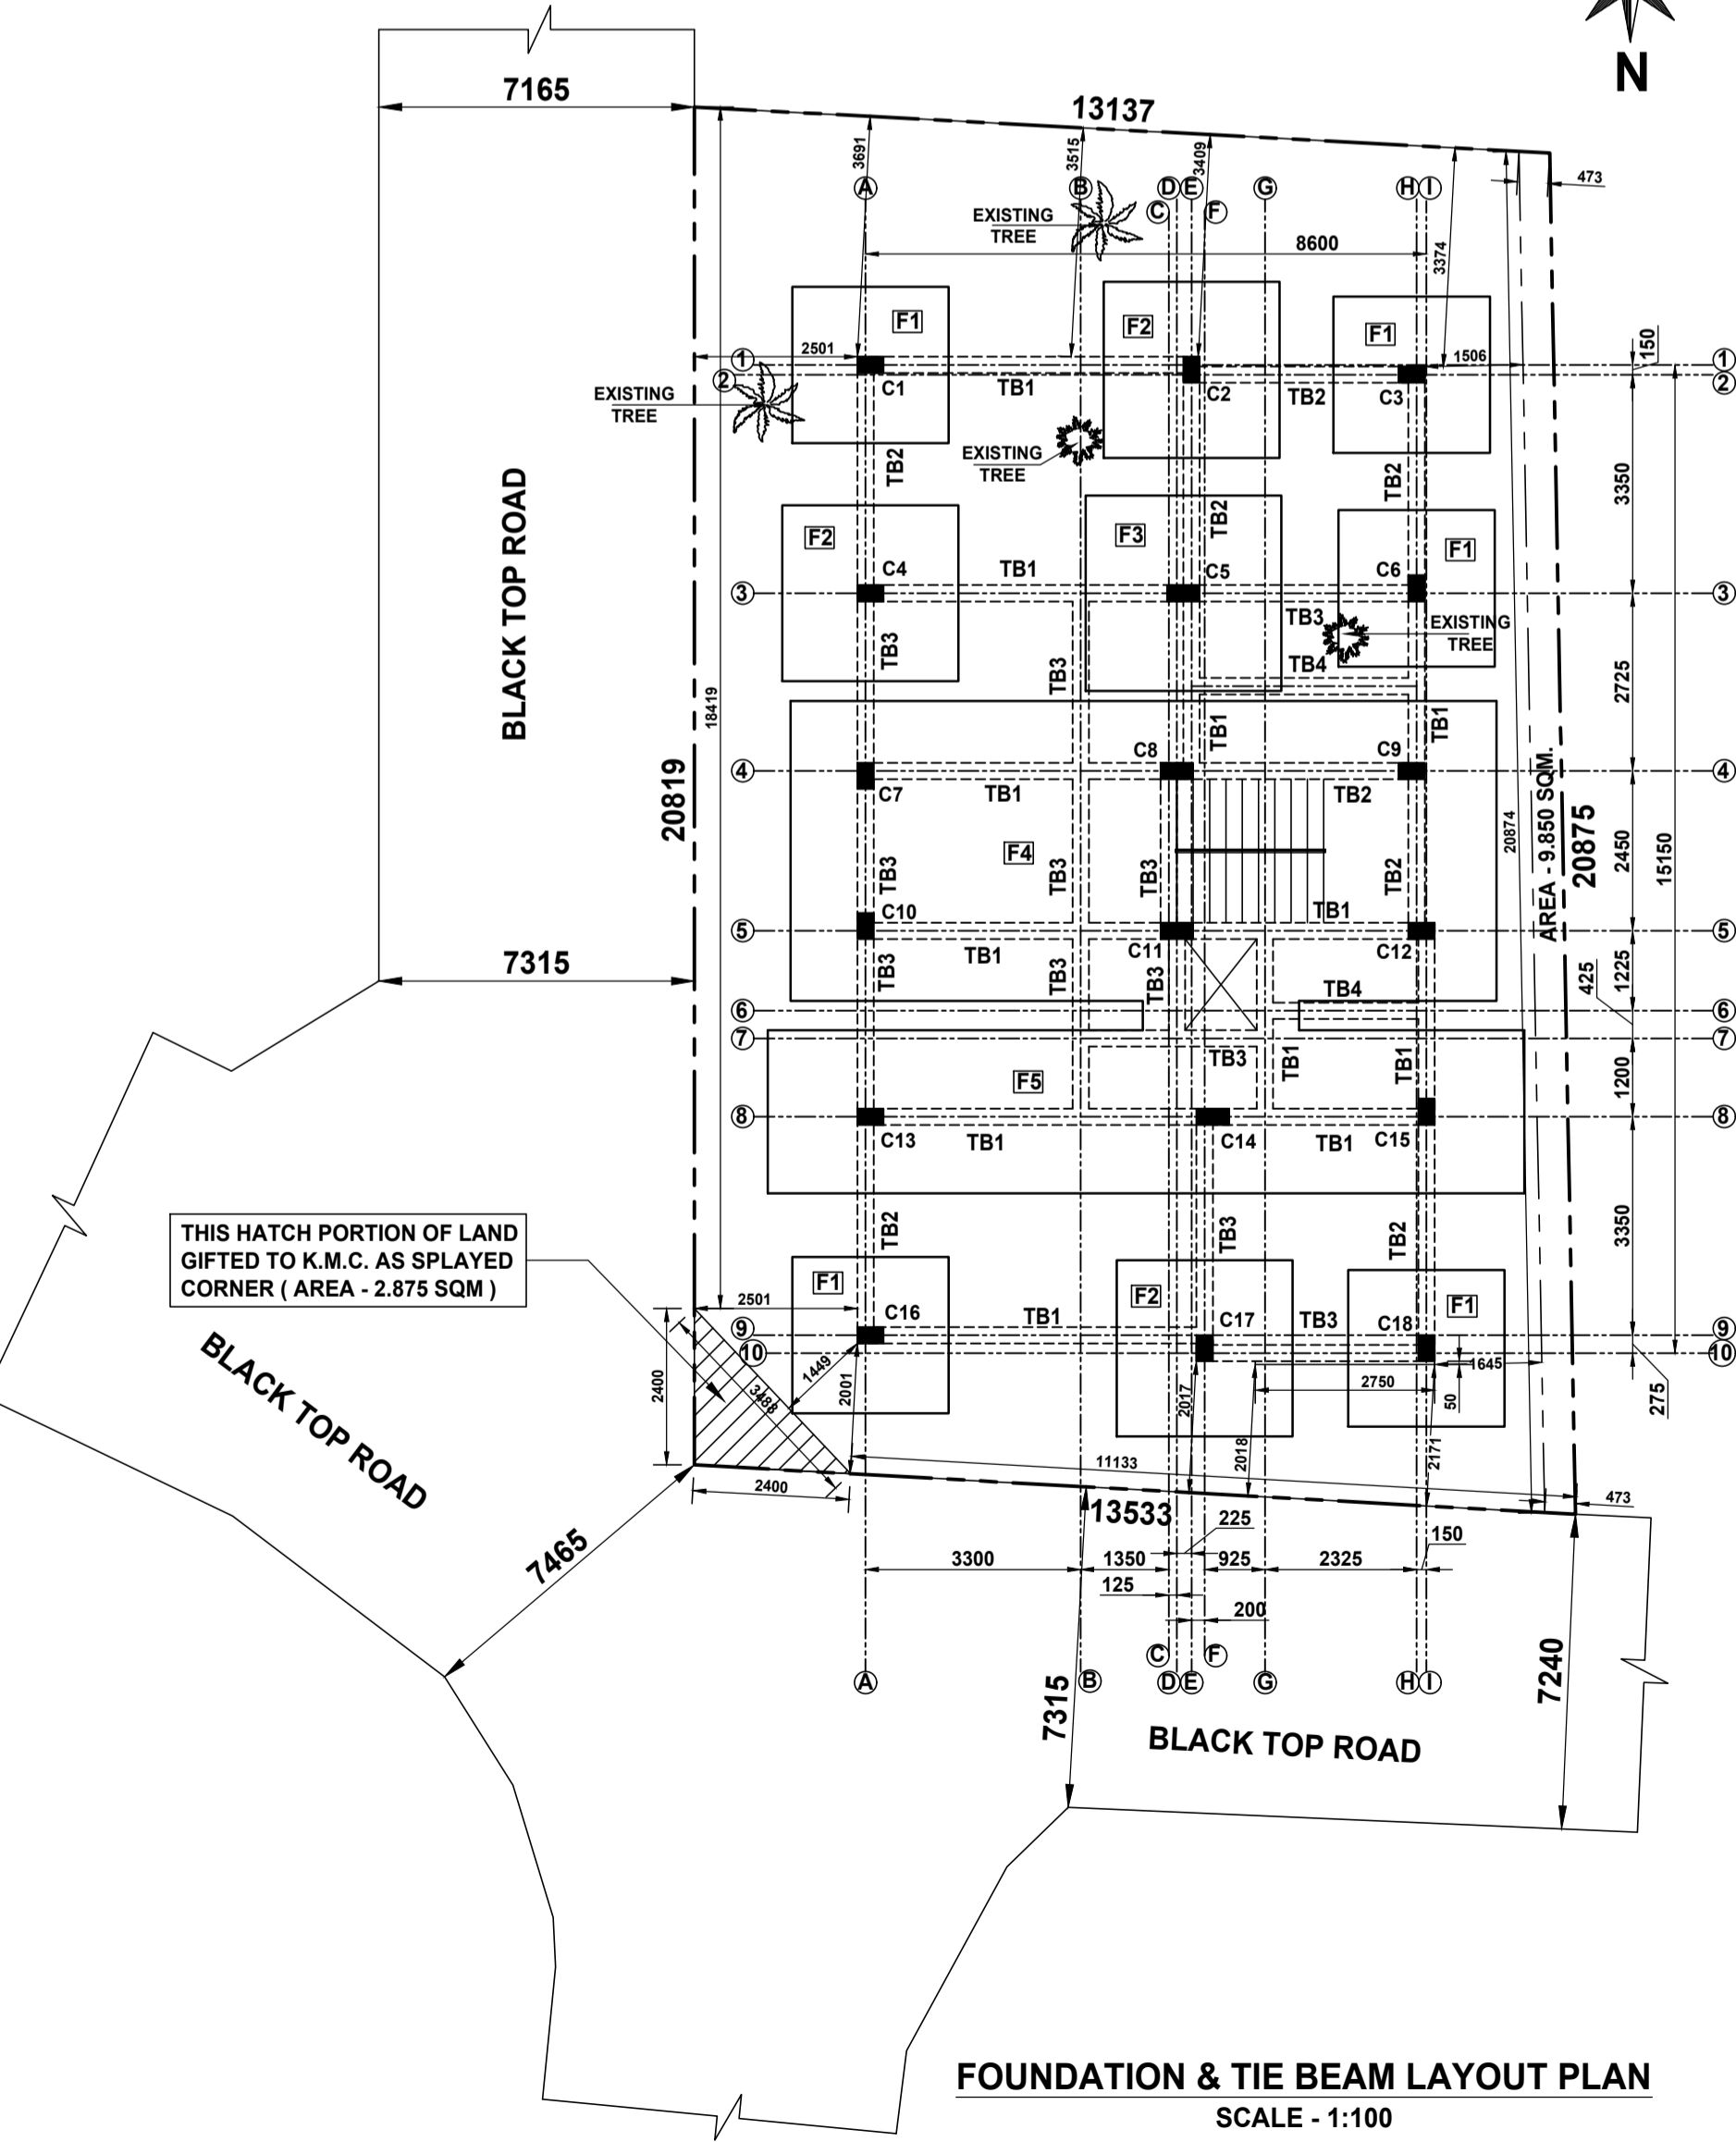 N
7165
13137
3691
3515
3409
473
A
B
D
E
G
H
I
C
F
EXISTING
TREE
8600
3374
F1
F2
F1
150
1
2501
1506
1
2
C1
TB1
C2
TB2
C3
2
EXISTING
TREE
EXISTING
TREE
TB2
TB2
3350
BLACK TOP ROAD
F2
F3
TB2
F1
C4
TB1
C5
C6
3
3
TB3
EXISTING
TREE
TB3
TB3
TB4
2725
18419
TB1
TB1
C8
C9
4
4
C7
TB1
TB2
20819
20874
AREA - 9.850 SQM.
20875
2450
15150
F4
TB3
TB3
TB3
TB2
C10
TB1
5
5
C11
C12
TB1
TB3
TB3
TB3
7315
1225
425
TB4
6
6
7
7
TB3
TB1
TB1
1200
F5
8
8
C13
TB1
C14
TB1
C15
THIS HATCH PORTION OF LAND
GIFTED TO K.M.C. AS SPLAYED
CORNER ( AREA - 2.875 SQM )
TB2
TB3
TB2
3350
F1
F2
F1
2501
C16
TB1
C17
TB3
C18
9
9
10
10
1645
275
BLACK TOP ROAD
2400
3488
1449
2001
2017
2750
50
2018
2171
11133
2400
473
13533
225
150
7465
3300
1350
925
2325
125
200
C
F
A
B
D
E
G
H
I
7315
7240
BLACK TOP ROAD
FOUNDATION & TIE BEAM LAYOUT PLAN
SCALE - 1:100